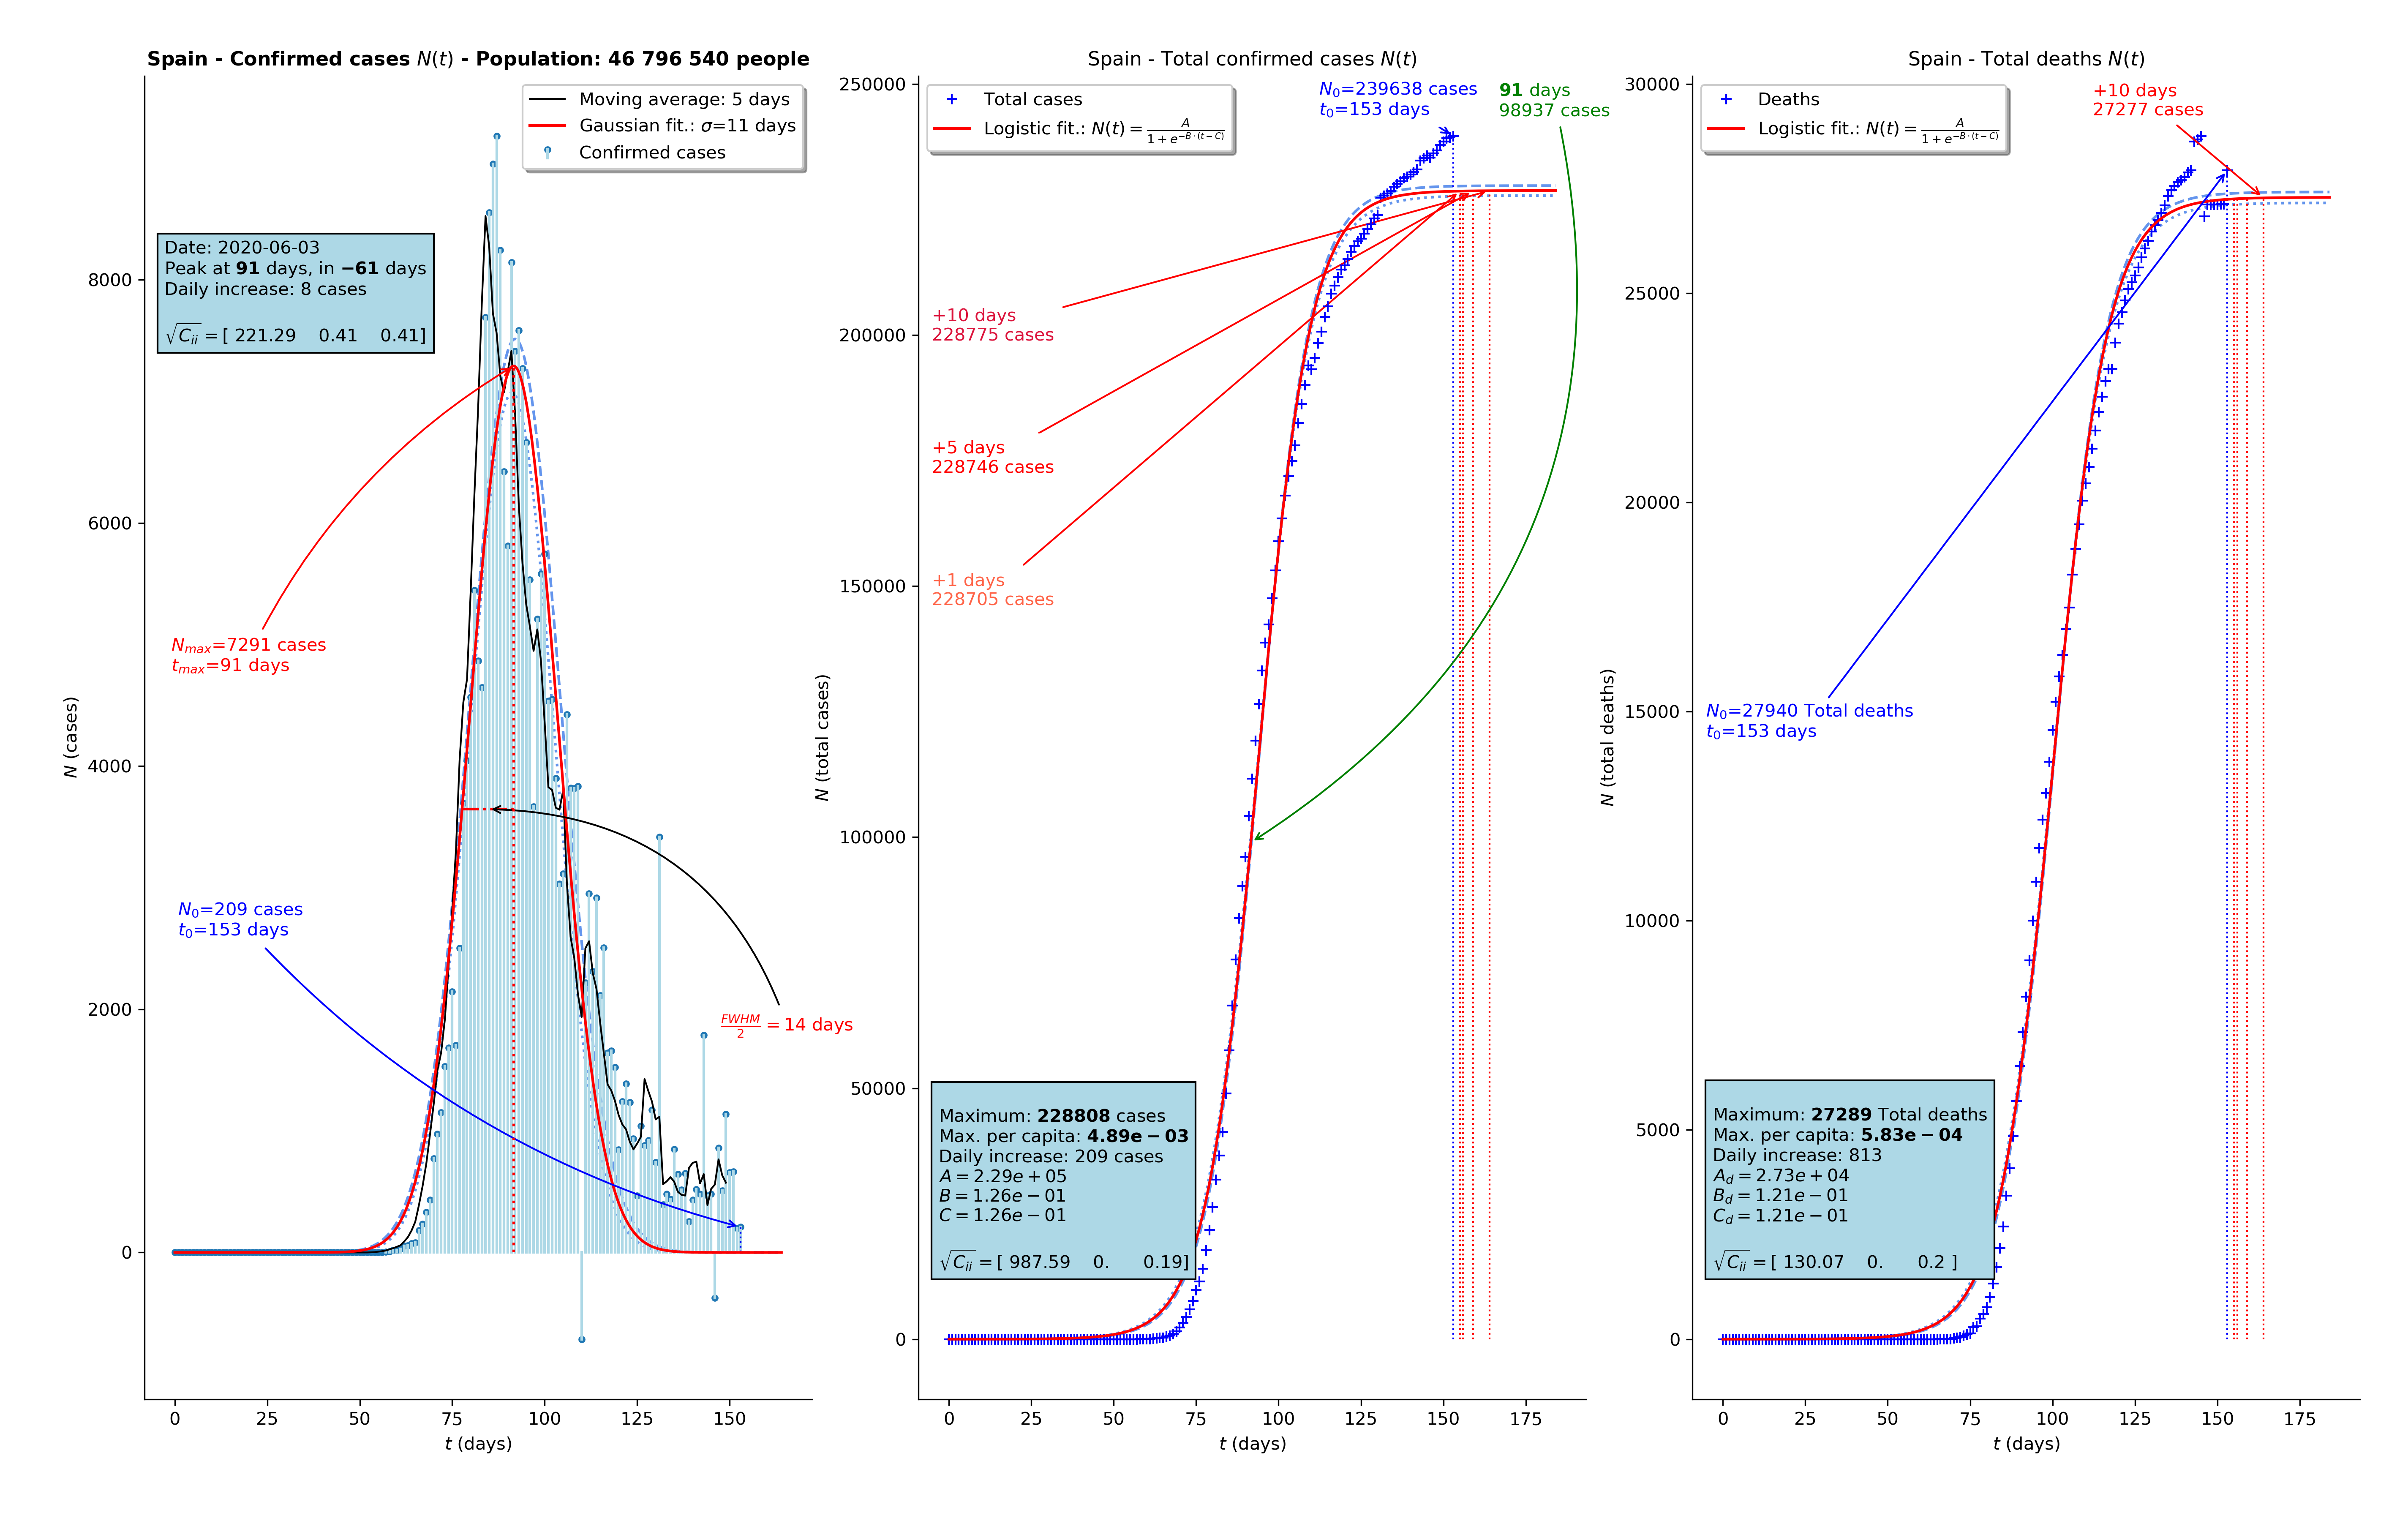 Spain - Confirmed cases N(t) - Population: 46 796 540 people
Moving average: 5 days
Gaussian fit.: σ=11 days
Confirmed cases
Date: 2020-06-03
Peak at 91 days, in −61 days
Daily increase: 8 cases
√C_ii = [ 221.29 0.41 0.41]
N_max=7291 cases
t_max=91 days
N_0=209 cases
t_0=153 days
FWHM/2 = 14 days
N (cases)
8000
6000
4000
2000
0
0 25 50 75 100 125 150
t (days)
Spain - Total confirmed cases N(t)
Total cases
Logistic fit.: N(t) = A/(1 + e^{−B·(t−C)})
N_0=239638 cases
t_0=153 days
91 days
98937 cases
+10 days
228775 cases
+5 days
228746 cases
+1 days
228705 cases
Maximum: 228808 cases
Max. per capita: 4.89e − 03
Daily increase: 209 cases
A = 2.29e + 05
B = 1.26e − 01
C = 1.26e − 01
√C_ii = [ 987.59 0. 0.19]
N (total cases)
250000
200000
150000
100000
50000
0
0 25 50 75 100 125 150 175
t (days)
Spain - Total deaths N(t)
Deaths
Logistic fit.: N(t) = A/(1 + e^{−B·(t−C)})
+10 days
27277 cases
N_0=27940 Total deaths
t_0=153 days
Maximum: 27289 Total deaths
Max. per capita: 5.83e − 04
Daily increase: 813
A_d = 2.73e + 04
B_d = 1.21e − 01
C_d = 1.21e − 01
√C_ii = [ 130.07 0. 0.2 ]
N (total deaths)
30000
25000
20000
15000
10000
5000
0
0 25 50 75 100 125 150 175
t (days)